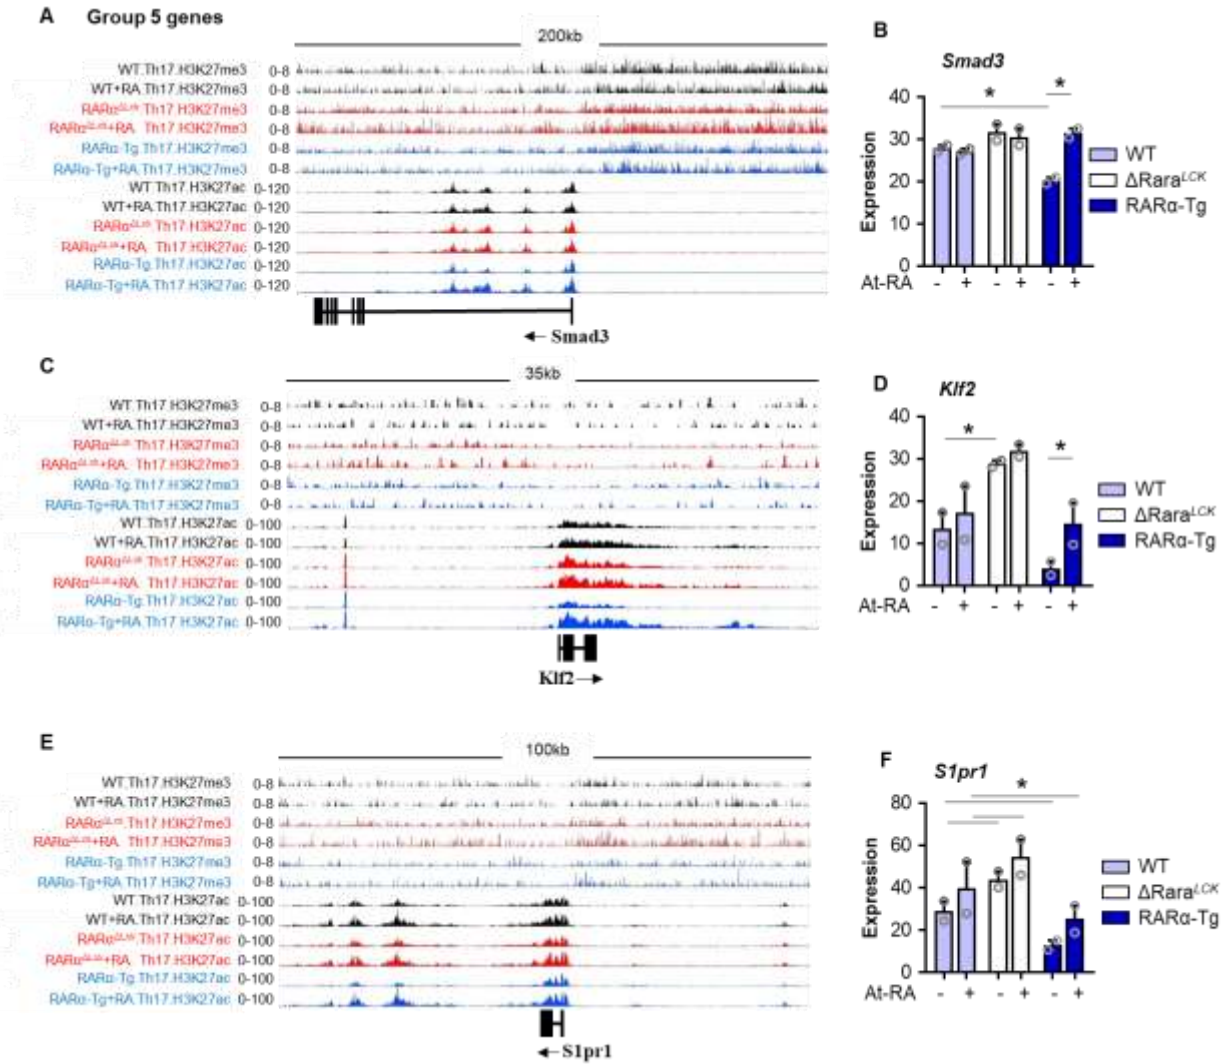 A Group 5 genes
200kb
WT.Th17.H3K27me3 0-8
WT+RA.Th17.H3K27me3 0-8
Th17.H3K27me3 0-8
+RA. Th17.H3K27me3 0-8
RARα-Tg.Th17.H3K27me3 0-8
RARα-Tg+RA.Th17.H3K27me3 0-8
WT.Th17.H3K27ac 0-120
WT+RA.Th17.H3K27ac 0-120
Th17.H3K27ac 0-120
+RA. Th17.H3K27ac 0-120
RARα-Tg.Th17.H3K27ac 0-120
RARα-Tg+RA.Th17.H3K27ac 0-120
← Smad3
B
Smad3
*
*
Expression
40
30
20
10
0
At-RA - + - + - +
WT
ΔRaraLCK
RARα-Tg
C
35kb
WT.Th17.H3K27me3 0-8
WT+RA.Th17.H3K27me3 0-8
Th17.H3K27me3 0-8
+RA. Th17.H3K27me3 0-8
RARα-Tg.Th17.H3K27me3 0-8
RARα-Tg+RA.Th17.H3K27me3 0-8
WT.Th17.H3K27ac 0-100
WT+RA.Th17.H3K27ac 0-100
Th17.H3K27ac 0-100
+RA. Th17.H3K27ac 0-100
RARα-Tg.Th17.H3K27ac 0-100
RARα-Tg+RA.Th17.H3K27ac 0-100
Klf2 →
D
Klf2
*
*
Expression
40
30
20
10
0
At-RA - + - + - +
WT
ΔRaraLCK
RARα-Tg
E
100kb
WT.Th17.H3K27me3 0-8
WT+RA.Th17.H3K27me3 0-8
Th17.H3K27me3 0-8
+RA. Th17.H3K27me3 0-8
RARα-Tg.Th17.H3K27me3 0-8
RARα-Tg+RA.Th17.H3K27me3 0-8
WT.Th17.H3K27ac 0-100
WT+RA.Th17.H3K27ac 0-100
Th17.H3K27ac 0-100
+RA. Th17.H3K27ac 0-100
RARα-Tg.Th17.H3K27ac 0-100
RARα-Tg+RA.Th17.H3K27ac 0-100
← S1pr1
F
S1pr1
*
Expression
80
60
40
20
0
At-RA - + - + - +
WT
ΔRaraLCK
RARα-Tg